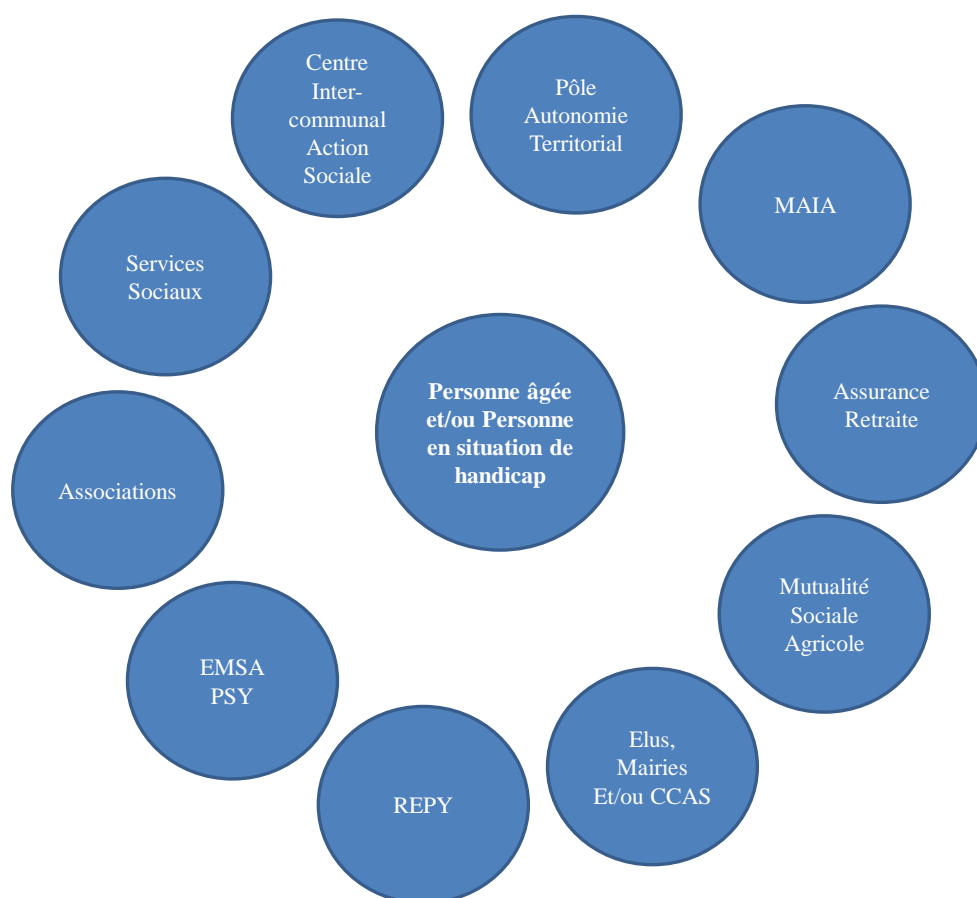 Centre
Inter-
communal
Action
Sociale
Pôle
Autonomie
Territorial
MAIA
Services
Sociaux
Personne âgée
et/ou Personne
en situation de
handicap
Assurance
Retraite
Associations
Mutualité
Sociale
Agricole
EMSA
PSY
Elus,
Mairies
Et/ou CCAS
REPY